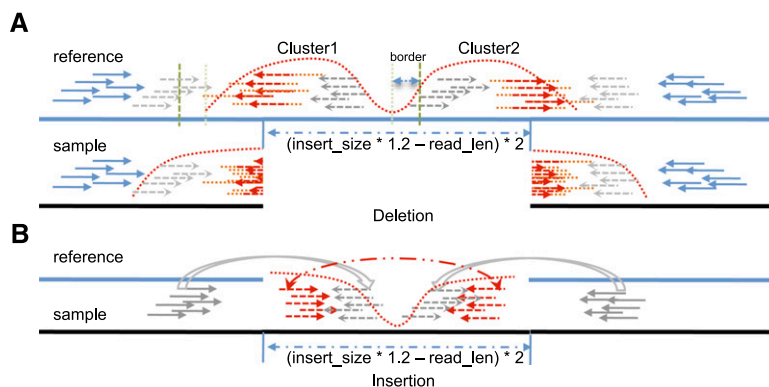 A
reference
Cluster1
border
Cluster2
(insert_size * 1.2 – read_len) * 2
sample
Deletion
B
reference
sample
(insert_size * 1.2 – read_len) * 2
Insertion